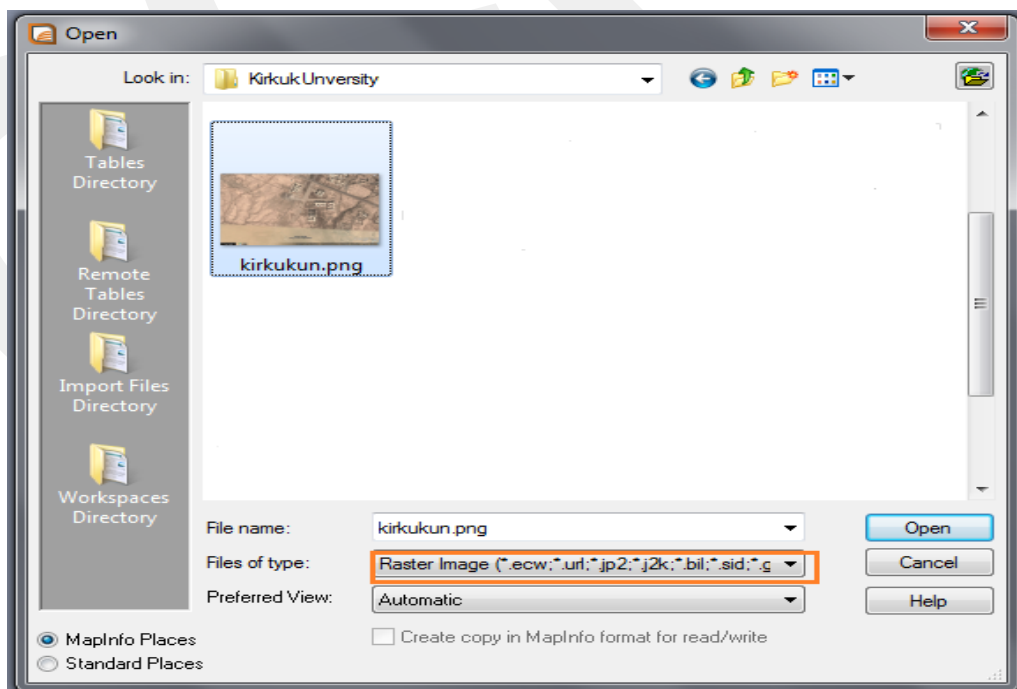 Open
Look in:
KirkukUnversity
Tables
Directory
Remote
Tables
Directory
Import Files
Directory
Workspaces
Directory
kirkukun.png
File name:
kirkukun.png
Open
Files of type:
Raster Image (*.ecw;*.url;*.jp2;*.j2k;*.bil;*.sid;*.g
Cancel
Preferred View:
Automatic
Help
MapInfo Places
Create copy in MapInfo format for read/write
Standard Places